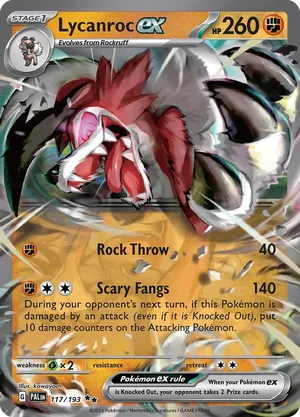 STAGE 1
Lycanroc ex
HP 260
Evolves from Rockruff
Rock Throw 40
Scary Fangs 140
During your opponent's next turn, if this Pokémon is
damaged by an attack (even if it is Knocked Out), put
10 damage counters on the Attacking Pokémon.
weakness ×2 resistance retreat
Illus. kawayoo
Pokémon ex rule
G PAL EN 117/193
When your Pokémon ex is Knocked Out, your opponent takes 2 Prize cards.
©2023 Pokémon / Nintendo / Creatures / GAME FREAK